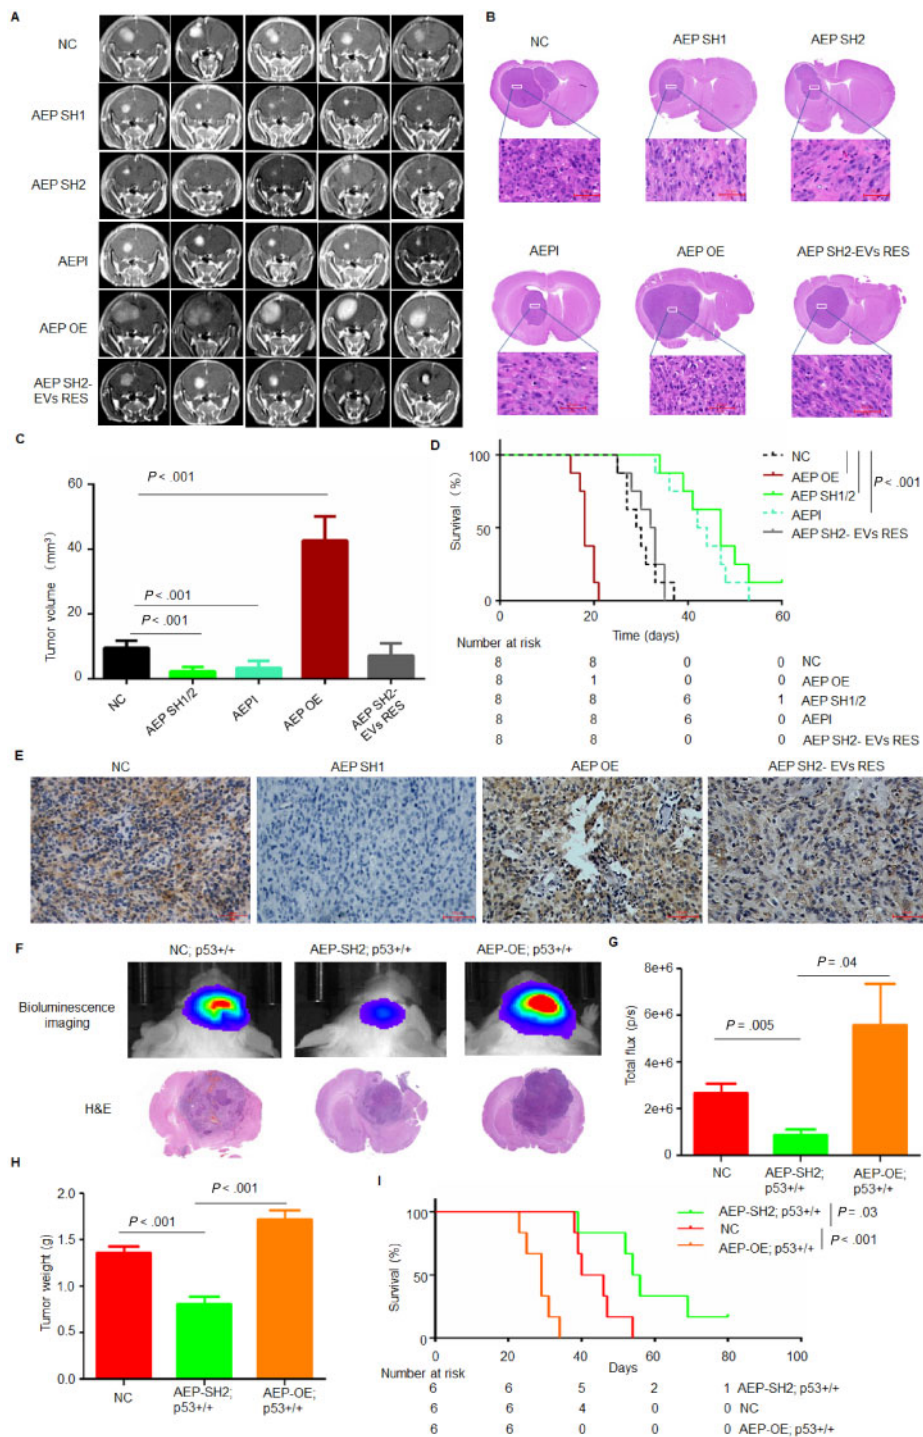 A
NC
AEP SH1
AEP SH2
AEPI
AEP OE
AEP SH2-
EVs RES
B
NC
AEP SH1
AEP SH2
AEPI
AEP OE
AEP SH2-EVs RES
C
Tumor volume (mm³)
60
40
20
0
P < .001
P < .001
P < .001
NC
AEP SH1/2
AEPI
AEP OE
AEP SH2-
EVs RES
D
Survival (%)
100
50
0
0
20
40
60
Time (days)
NC
AEP OE
AEP SH1/2
AEPI
AEP SH2- EVs RES
P < .001
Number at risk
8 8 0 0 NC
8 1 0 0 AEP OE
8 8 6 1 AEP SH1/2
8 8 6 0 AEPI
8 8 0 0 AEP SH2- EVs RES
E
NC
AEP SH1
AEP OE
AEP SH2- EVs RES
F
NC; p53+/+
AEP-SH2; p53+/+
AEP-OE; p53+/+
Bioluminescence
imaging
H&E
G
Total flux (p/s)
8e+6
6e+6
4e+6
2e+6
0
P = .005
P = .04
NC
AEP-SH2;
p53+/+
AEP-OE;
p53+/+
H
Tumor weight (g)
2.0
1.5
1.0
0.5
0.0
P < .001
P < .001
NC
AEP-SH2;
p53+/+
AEP-OE;
p53+/+
I
Survival (%)
100
50
0
0
20
40
60
80
100
Days
AEP-SH2; p53+/+
NC
AEP-OE; p53+/+
P = .03
P < .001
Number at risk
6 6 5 2 1 AEP-SH2; p53+/+
6 6 4 0 0 NC
6 6 0 0 0 AEP-OE; p53+/+